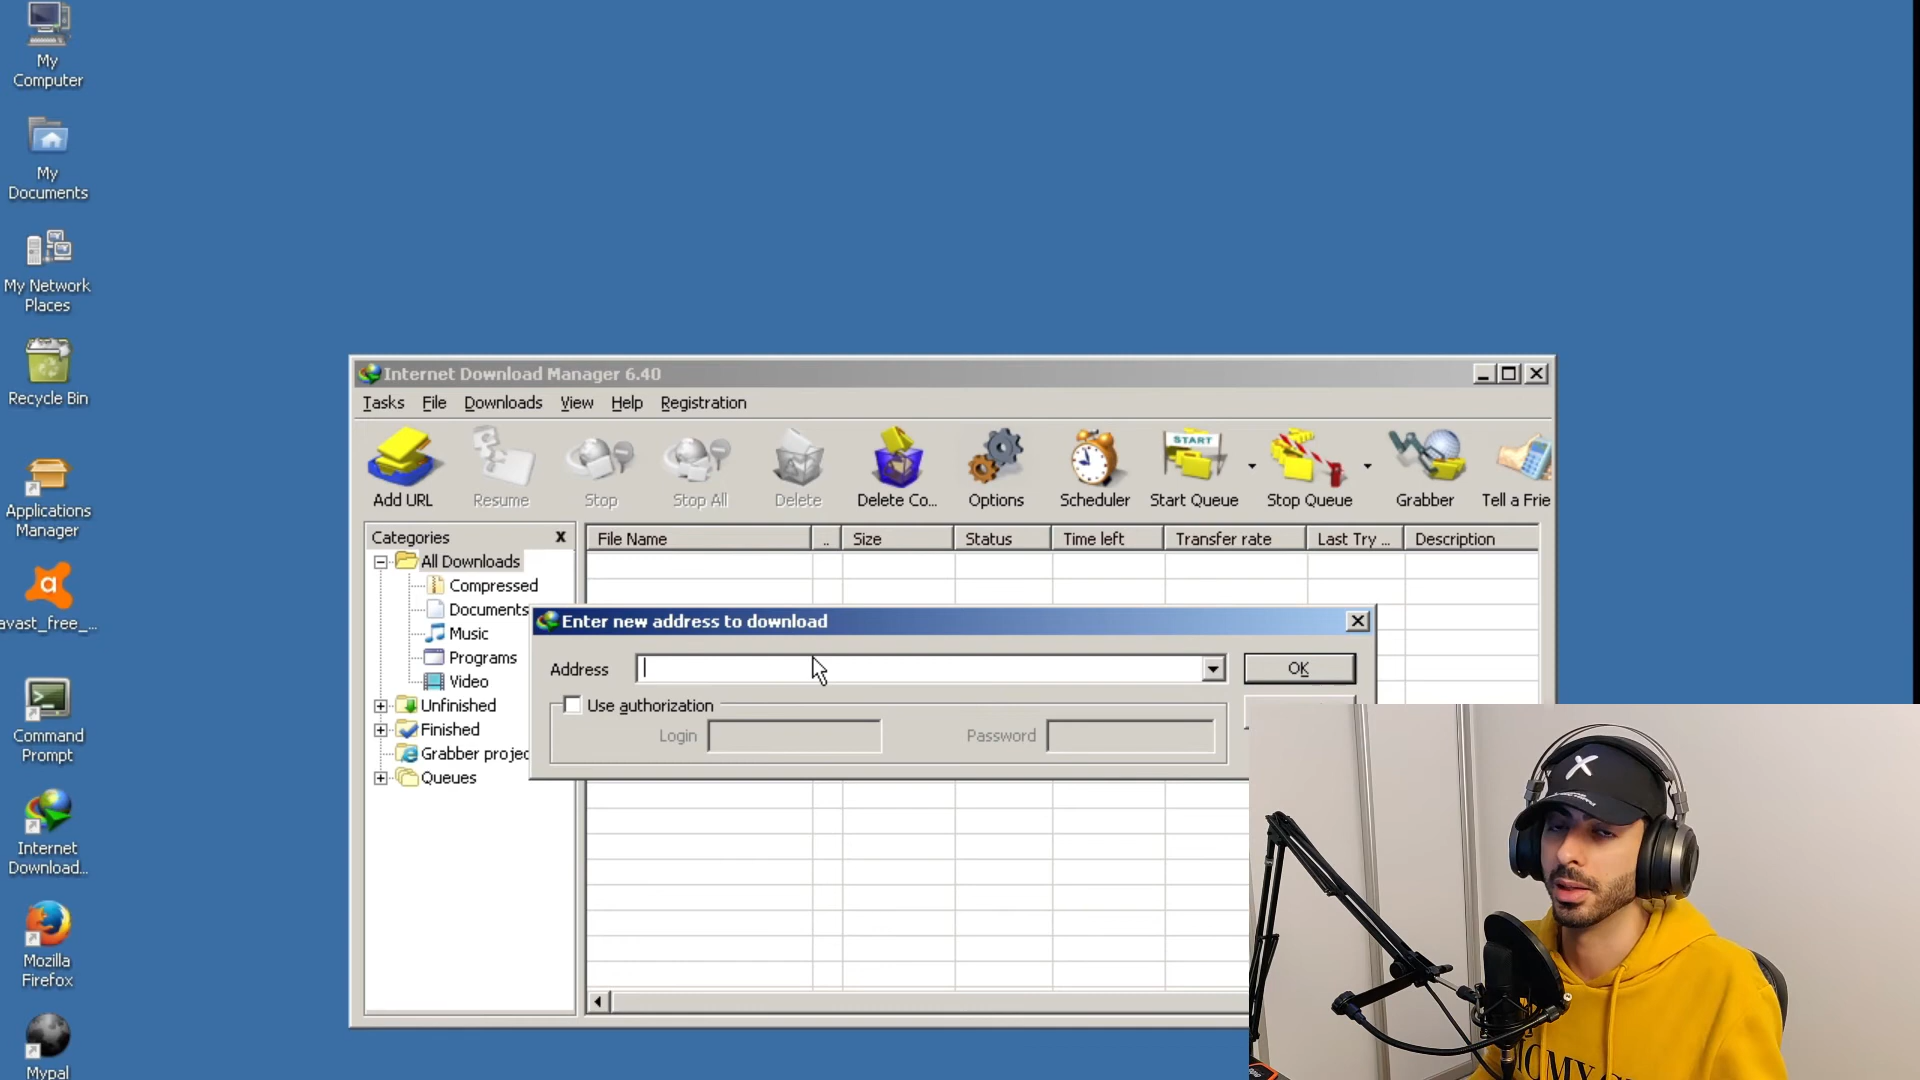 My
Computer
My
Documents
My Network
Places
Recycle Bin
Applications
Manager
avast_free_...
Command
Prompt
Internet
Download...
Mozilla
Firefox
Mypal
Internet Download Manager 6.40
Tasks File Downloads View Help Registration
START
Add URL Resume Stop Stop All Delete Delete Co... Options Scheduler Start Queue Stop Queue Grabber Tell a Frie
Categories X
All Downloads
Compressed
Documents
Music
Programs
Video
Unfinished
Finished
Grabber projec
Queues
File Name .. Size Status Time left Transfer rate Last Try ... Description
Enter new address to download
Address OK
Use authorization
Login Password
X